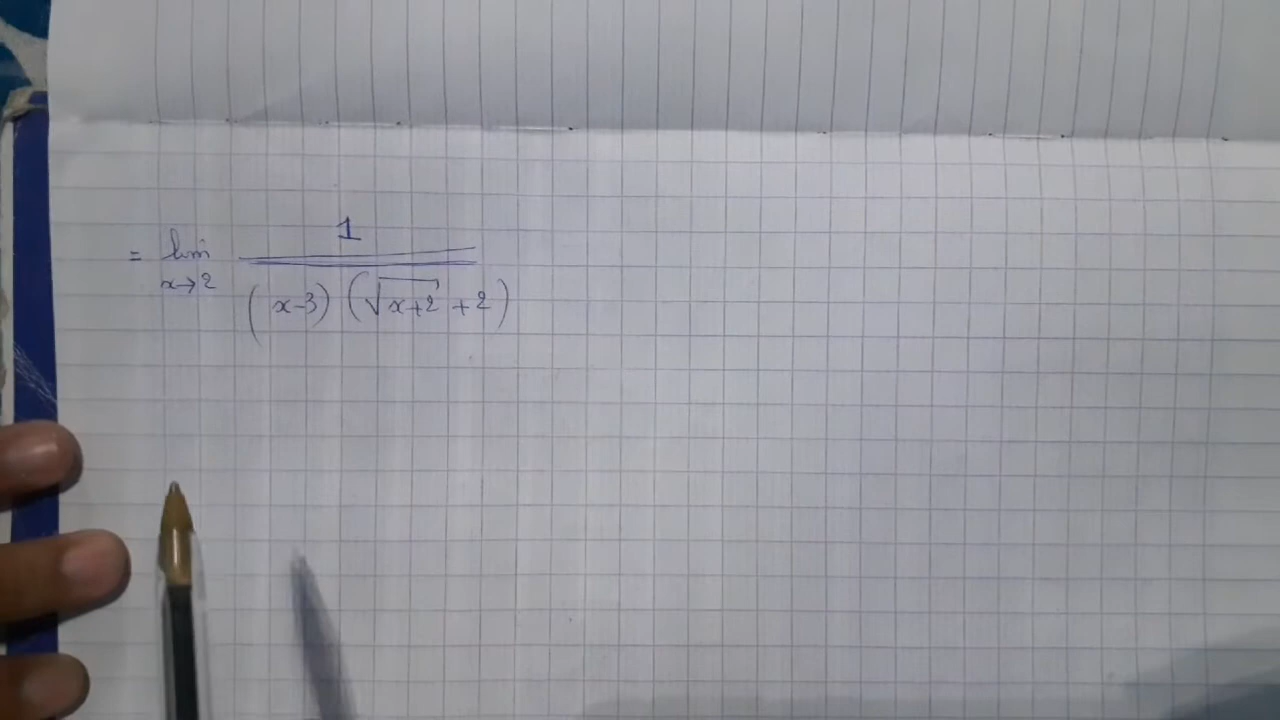 1
= lim
x→2
(x-3) (√x+2 + 2)